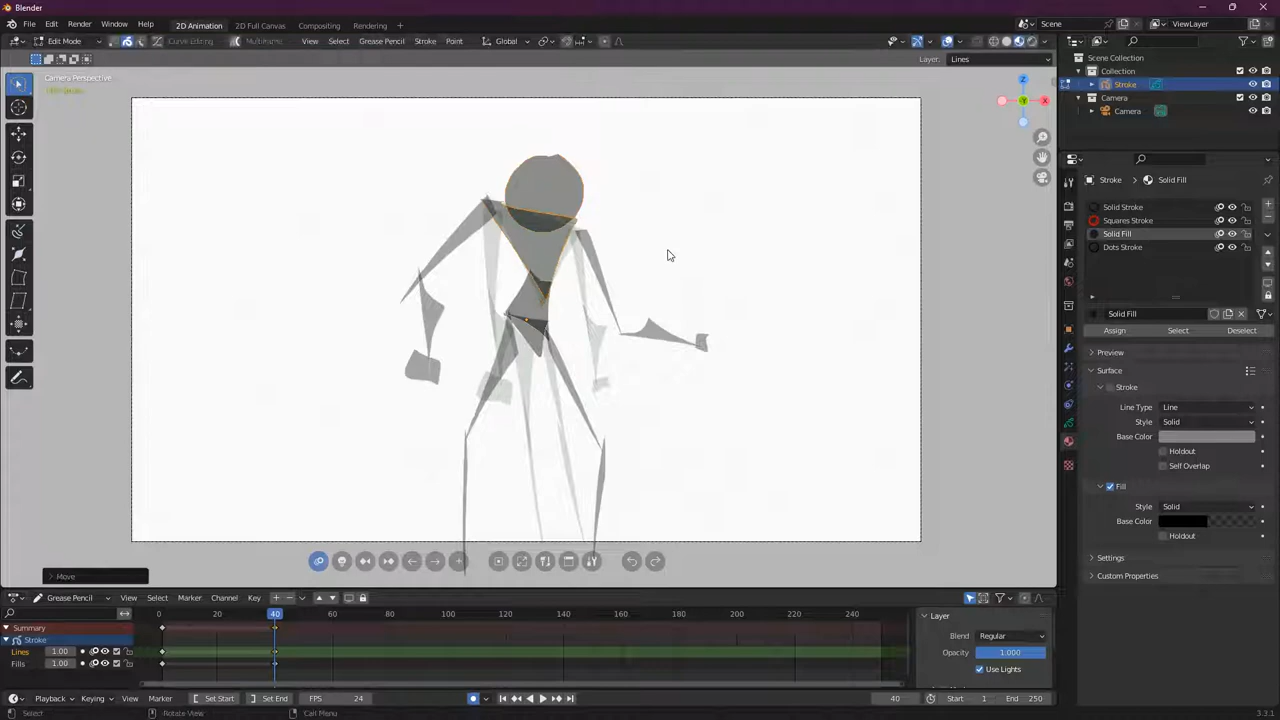 Blender
File Edit Render Window Help 2D Animation 2D Full Canvas Compositing Rendering + Scene ViewLayer
Edit Mode Curve Editing Multiframe View Select Grease Pencil Stroke Point Global
Layer: Lines
Camera Perspective
Z
Y
X
Move
Scene Collection
Collection
Stroke
Camera
Camera
Stroke Solid Fill
Solid Stroke
Squares Stroke
Solid Fill
Dots Stroke
Solid Fill
Assign Select Deselect
Preview
Surface
Stroke
Line Type Line
Style Solid
Base Color
Holdout
Self Overlap
Fill
Style Solid
Base Color
Holdout
Settings
Custom Properties
Grease Pencil View Select Marker Channel Key
0 20 40 60 80 100 120 140 160 180 200 220 240
Summary
Stroke
Lines 1.00
Fills 1.00
Layer
Blend Regular
Opacity 1.000
Use Lights
Playback Keying View Marker Set Start Set End FPS 24 40 Start 1 End 250
Select Rotate View Call Menu 3.3.1